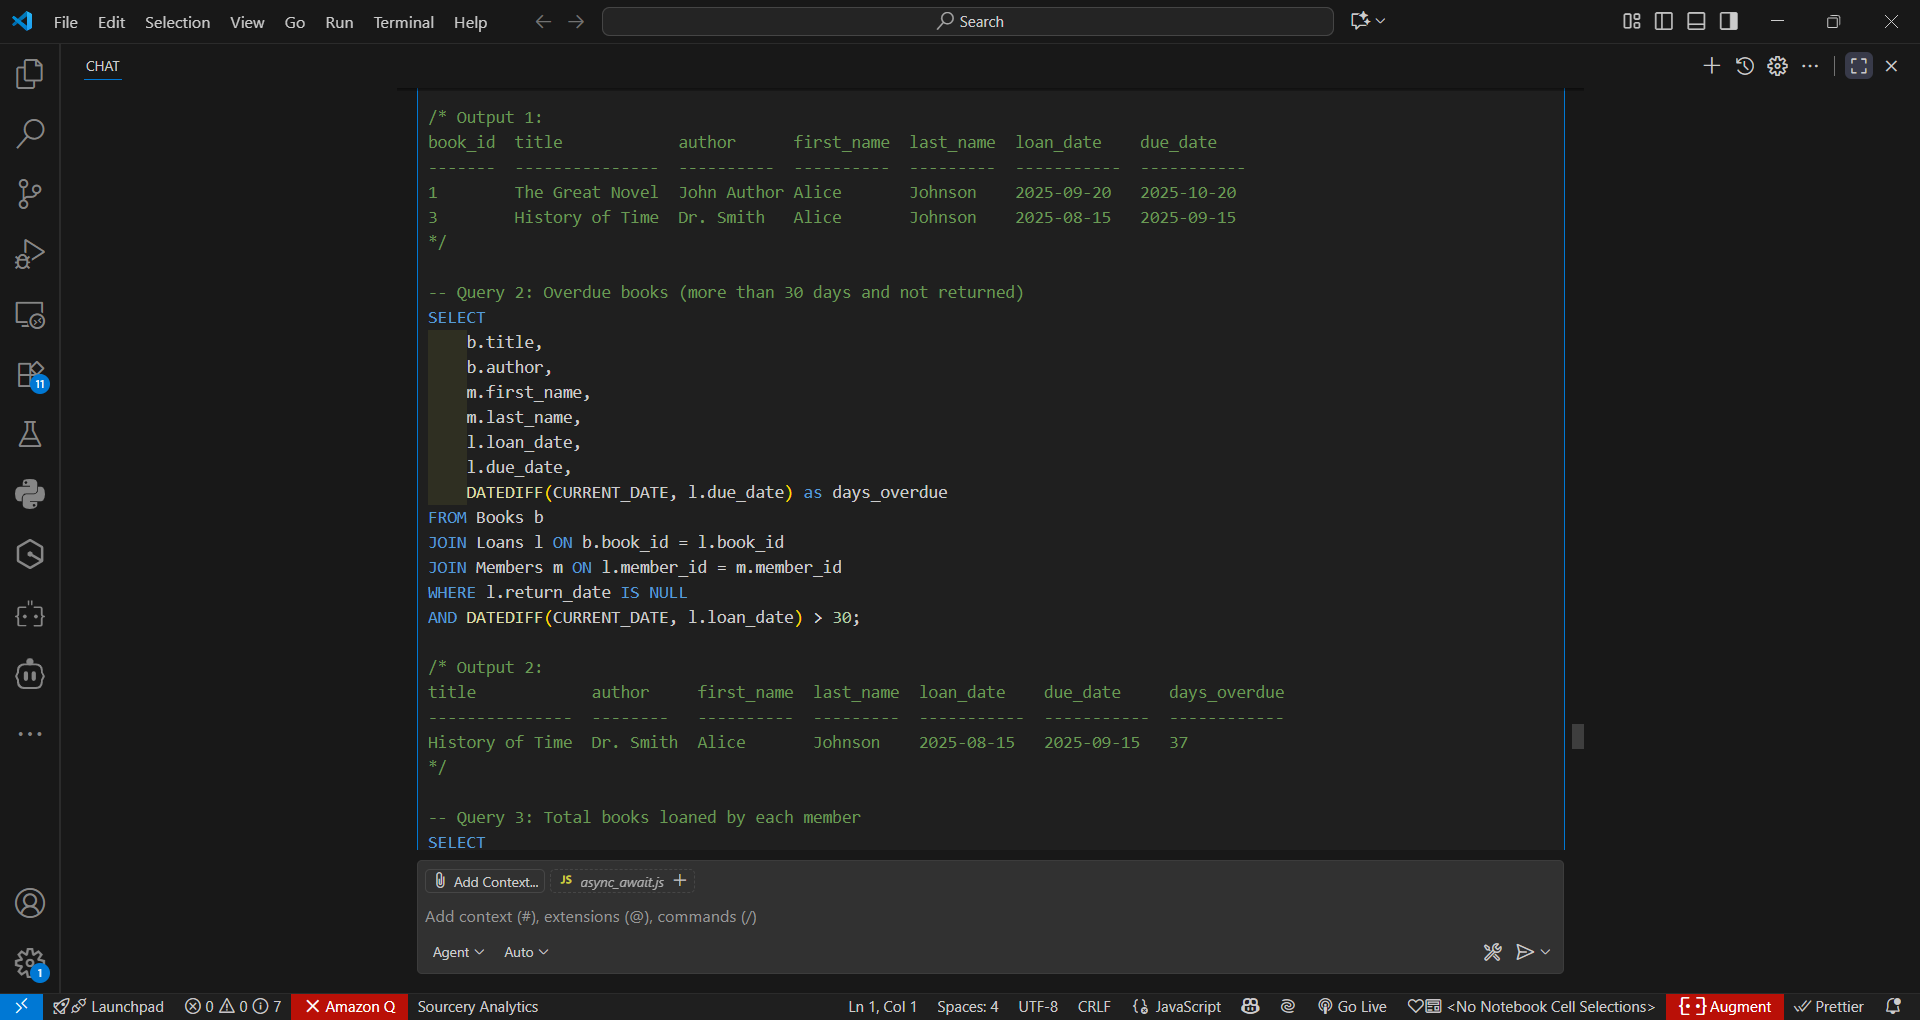 File Edit Selection View Go Run Terminal Help
Search
CHAT
/* Output 1:
book_id  title            author      first_name  last_name  loan_date    due_date
-------  ---------------  ----------  ----------  ---------  -----------  -----------
1        The Great Novel  John Author Alice       Johnson    2025-09-20   2025-10-20
3        History of Time  Dr. Smith   Alice       Johnson    2025-08-15   2025-09-15
*/
-- Query 2: Overdue books (more than 30 days and not returned)
SELECT
    b.title,
    b.author,
    m.first_name,
    m.last_name,
    l.loan_date,
    l.due_date,
    DATEDIFF(CURRENT_DATE, l.due_date) as days_overdue
FROM Books b
JOIN Loans l ON b.book_id = l.book_id
JOIN Members m ON l.member_id = m.member_id
WHERE l.return_date IS NULL
AND DATEDIFF(CURRENT_DATE, l.loan_date) > 30;
/* Output 2:
title            author     first_name  last_name  loan_date    due_date     days_overdue
---------------  --------   ----------  ---------  -----------  -----------  ------------
History of Time  Dr. Smith  Alice       Johnson    2025-08-15   2025-09-15   37
*/
-- Query 3: Total books loaned by each member
SELECT
11
1
Add Context... JS async_await.js +
Add context (#), extensions (@), commands (/)
Agent Auto
Launchpad 0 0 7 Amazon Q Sourcery Analytics Ln 1, Col 1 Spaces: 4 UTF-8 CRLF JavaScript Go Live <No Notebook Cell Selections> Augment Prettier